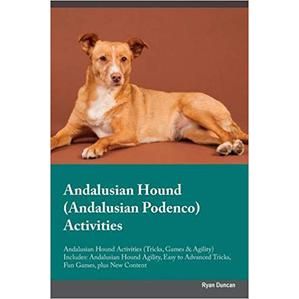 Andalusian Hound
(Andalusian Podenco)
Activities
Andalusian Hound Activities (Tricks, Games & Agility)
Includes: Andalusian Hound Agility, Easy to Advanced Tricks,
Fun Games, plus New Content
Ryan Duncan